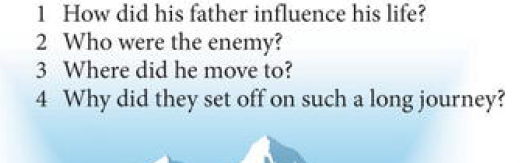 1 How did his father influence his life?
2 Who were the enemy?
3 Where did he move to?
4 Why did they set off on such a long journey?